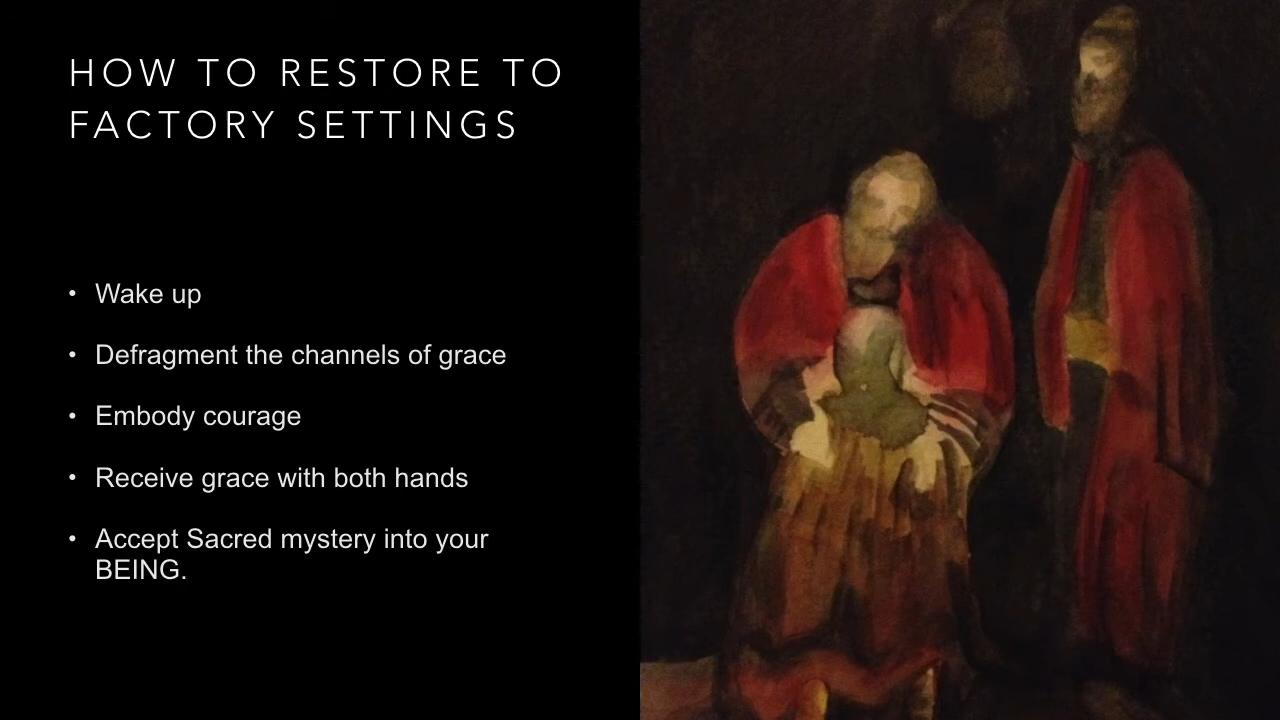 HOW TO RESTORE TO
FACTORY SETTINGS
• Wake up
• Defragment the channels of grace
• Embody courage
• Receive grace with both hands
• Accept Sacred mystery into your
BEING.